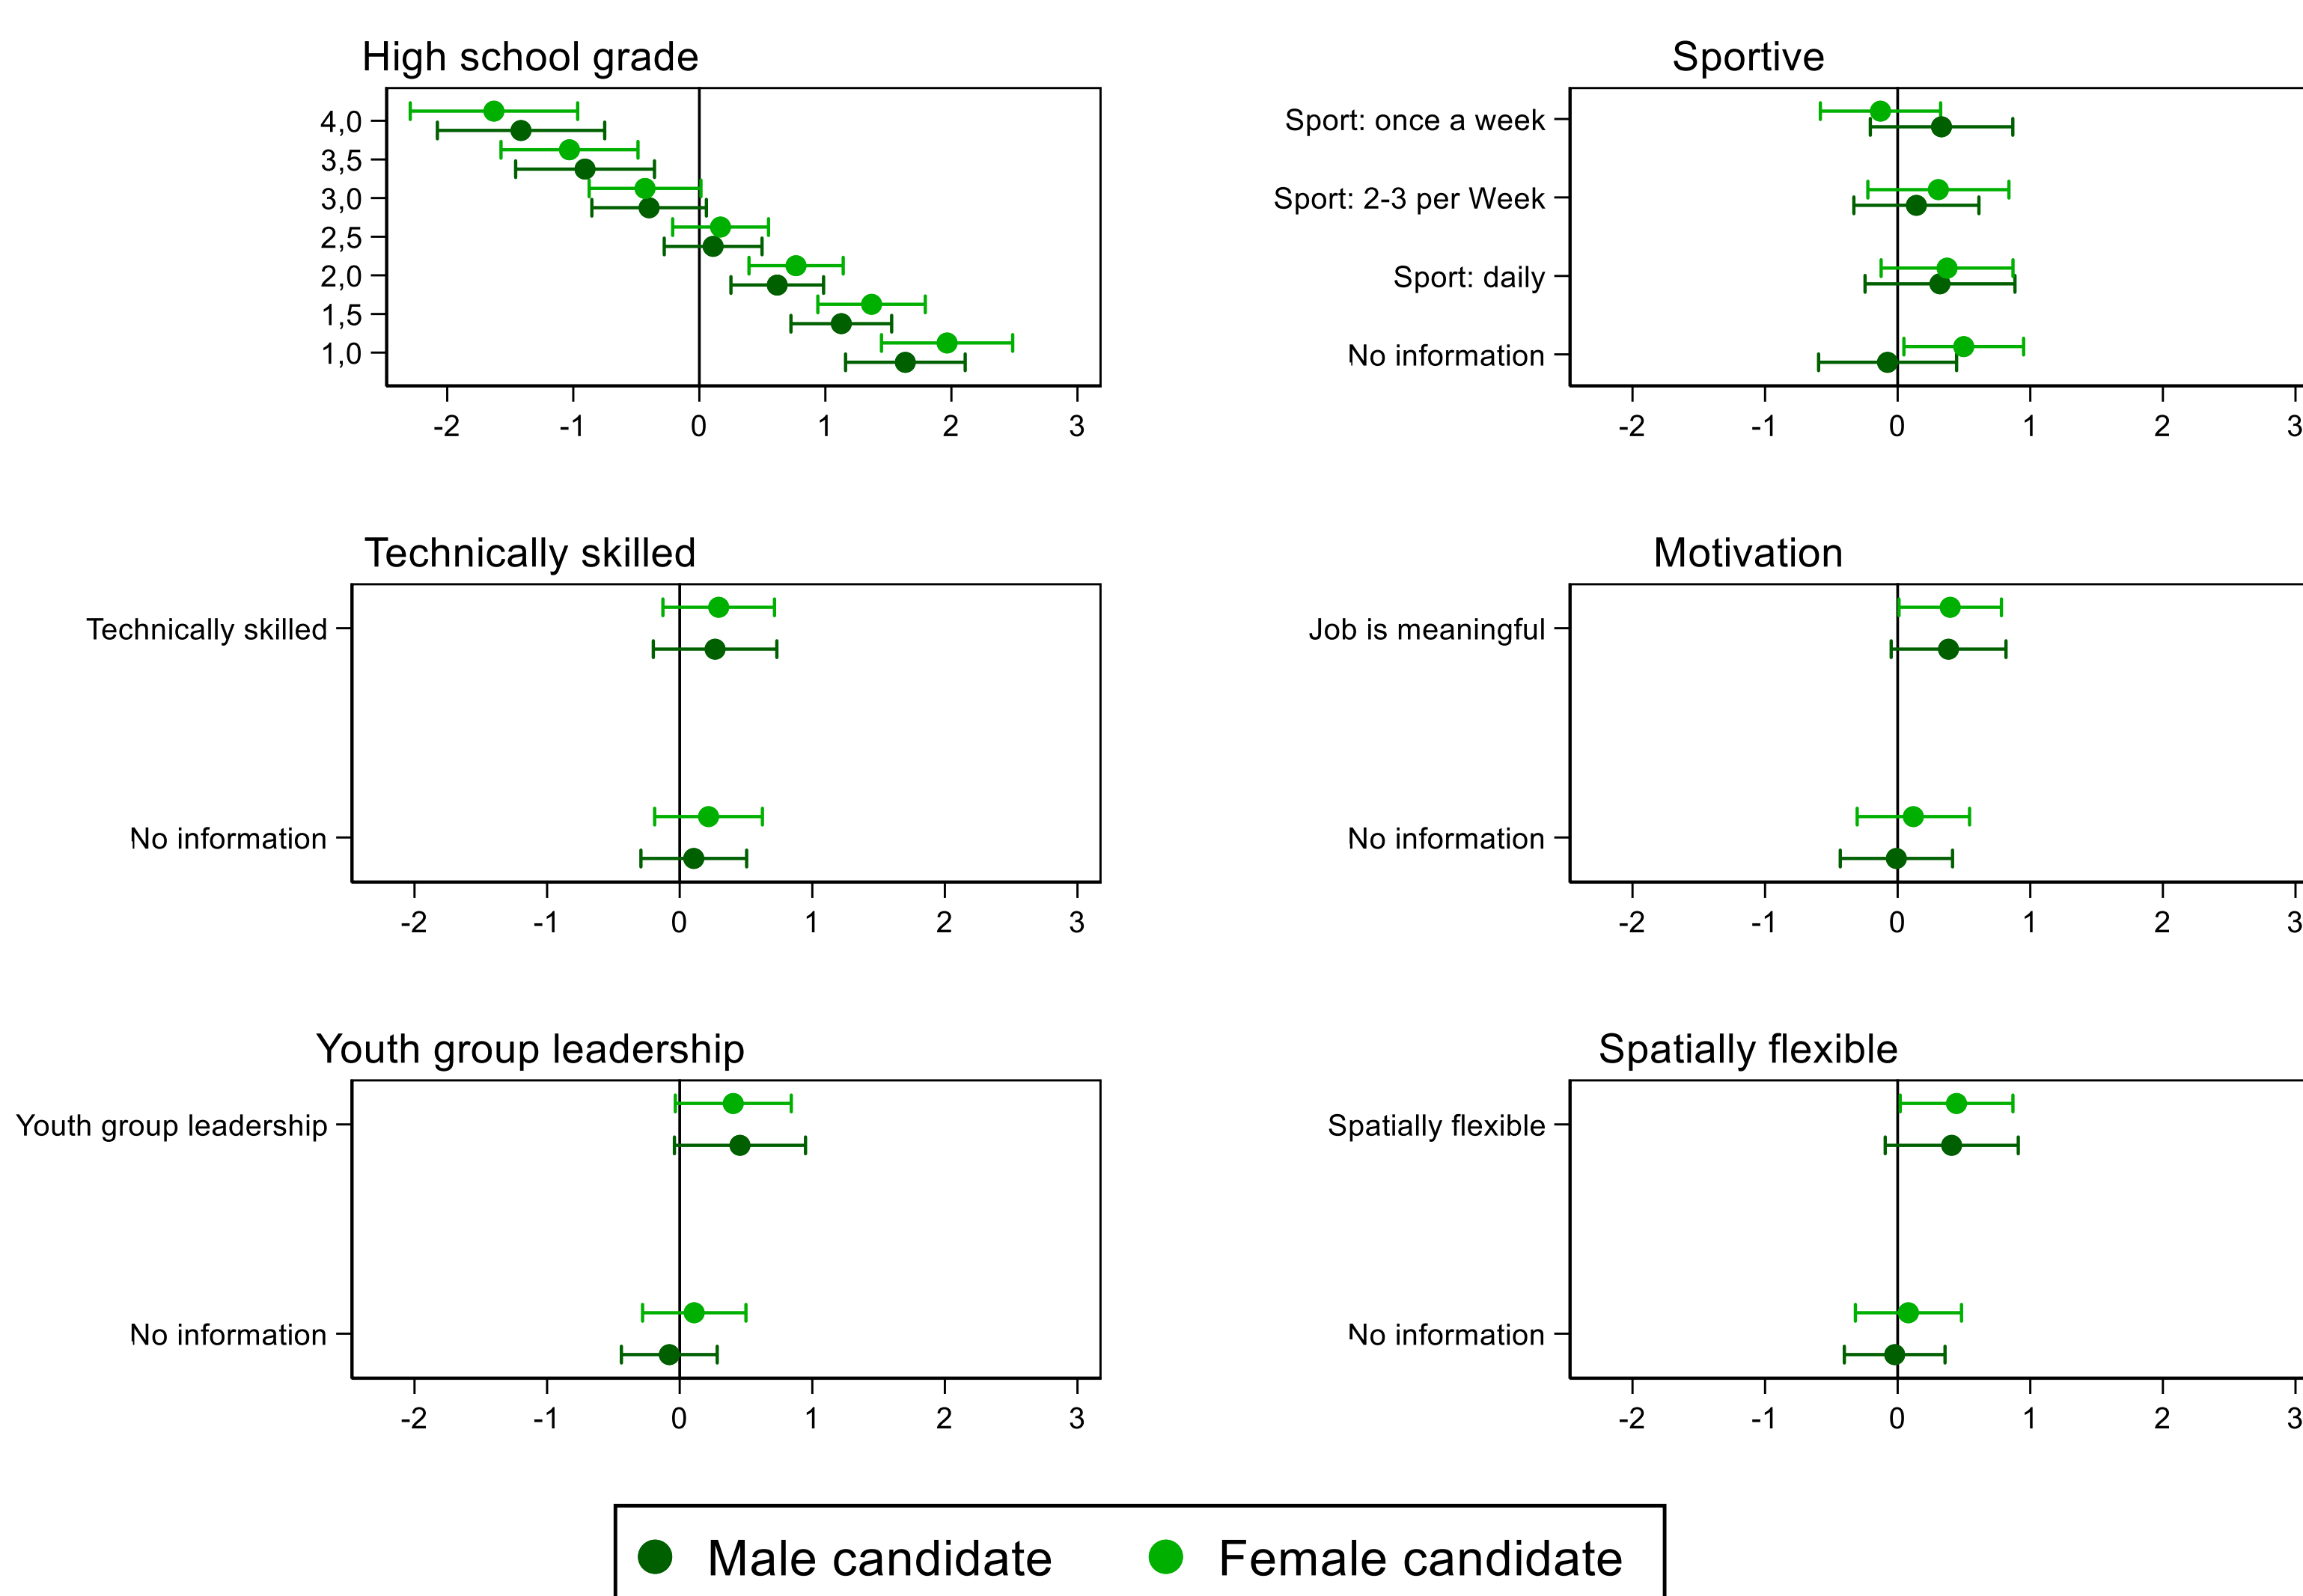 High school grade
4,0
3,5
3,0
2,5
2,0
1,5
1,0
-2 -1 0 1 2 3
Sportive
Sport: once a week
Sport: 2-3 per Week
Sport: daily
No information
-2 -1 0 1 2 3
Technically skilled
Technically skilled
No information
-2 -1 0 1 2 3
Motivation
Job is meaningful
No information
-2 -1 0 1 2 3
Youth group leadership
Youth group leadership
No information
-2 -1 0 1 2 3
Spatially flexible
Spatially flexible
No information
-2 -1 0 1 2 3
Male candidate Female candidate